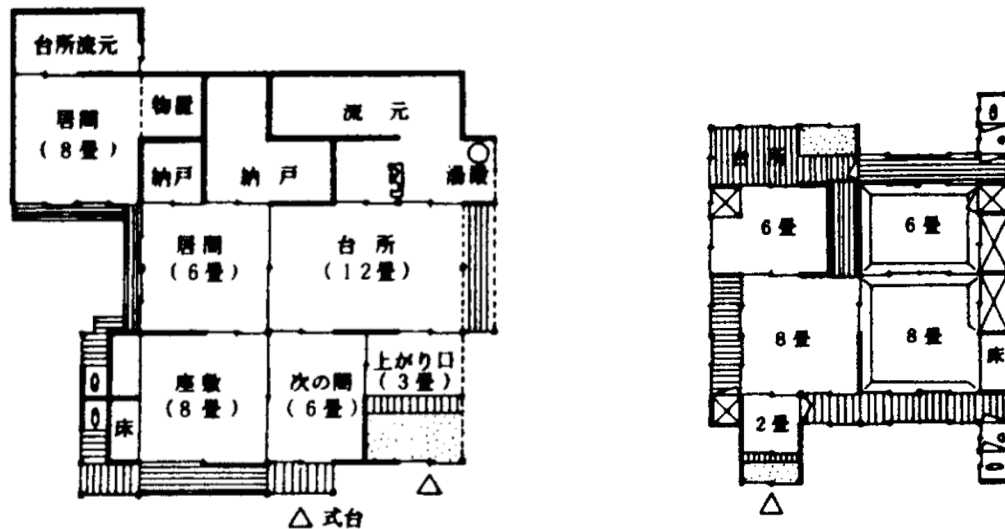 台所流元
居間
(8畳)
物置
流 元
納戸
納 戸
湯殿
居間
(6畳)
台 所
(12畳)
座敷
(8畳)
次の間
(6畳)
上がり口
(3畳)
床
式台
台 所
6畳
6畳
8畳
8畳
床
2畳